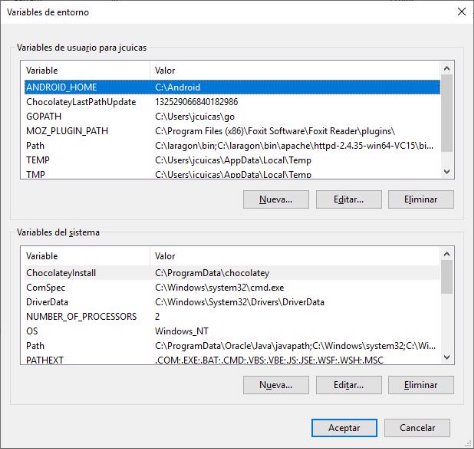 Variables de entorno
Variables de usuario para jcuicas
Variable Valor
ANDROID_HOME C:\Android
ChocolateyLastPathUpdate 132529066840182986
GOPATH C:\Users\jcuicas\go
MOZ_PLUGIN_PATH C:\Program Files (x86)\Foxit Software\Foxit Reader\plugins\
Path C:\laragon\bin;C:\laragon\bin\apache\httpd-2.4.35-win64-VC15\bi...
TEMP C:\Users\jcuicas\AppData\Local\Temp
TMP C:\Users\jcuicas\AppData\Local\Temp
Nueva... Editar... Eliminar
Variables del sistema
Variable Valor
ChocolateyInstall C:\ProgramData\chocolatey
ComSpec C:\Windows\system32\cmd.exe
DriverData C:\Windows\System32\Drivers\DriverData
NUMBER_OF_PROCESSORS 2
OS Windows_NT
Path C:\ProgramData\Oracle\Java\javapath;C:\Windows\system32;C:\Wi...
PATHEXT .COM;.EXE;.BAT;.CMD;.VBS;.VBE;.JS;.JSE;.WSF;.WSH;.MSC
Nueva... Editar... Eliminar
Aceptar Cancelar